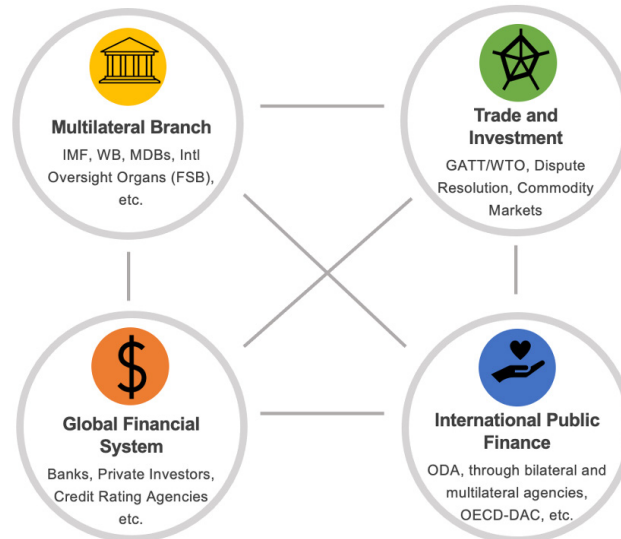 Multilateral Branch
IMF, WB, MDBs, Intl
Oversight Organs (FSB),
etc.
Trade and
Investment
GATT/WTO, Dispute
Resolution, Commodity
Markets
$
Global Financial
System
Banks, Private Investors,
Credit Rating Agencies
etc.
International Public
Finance
ODA, through bilateral and
multilateral agencies,
OECD-DAC, etc.